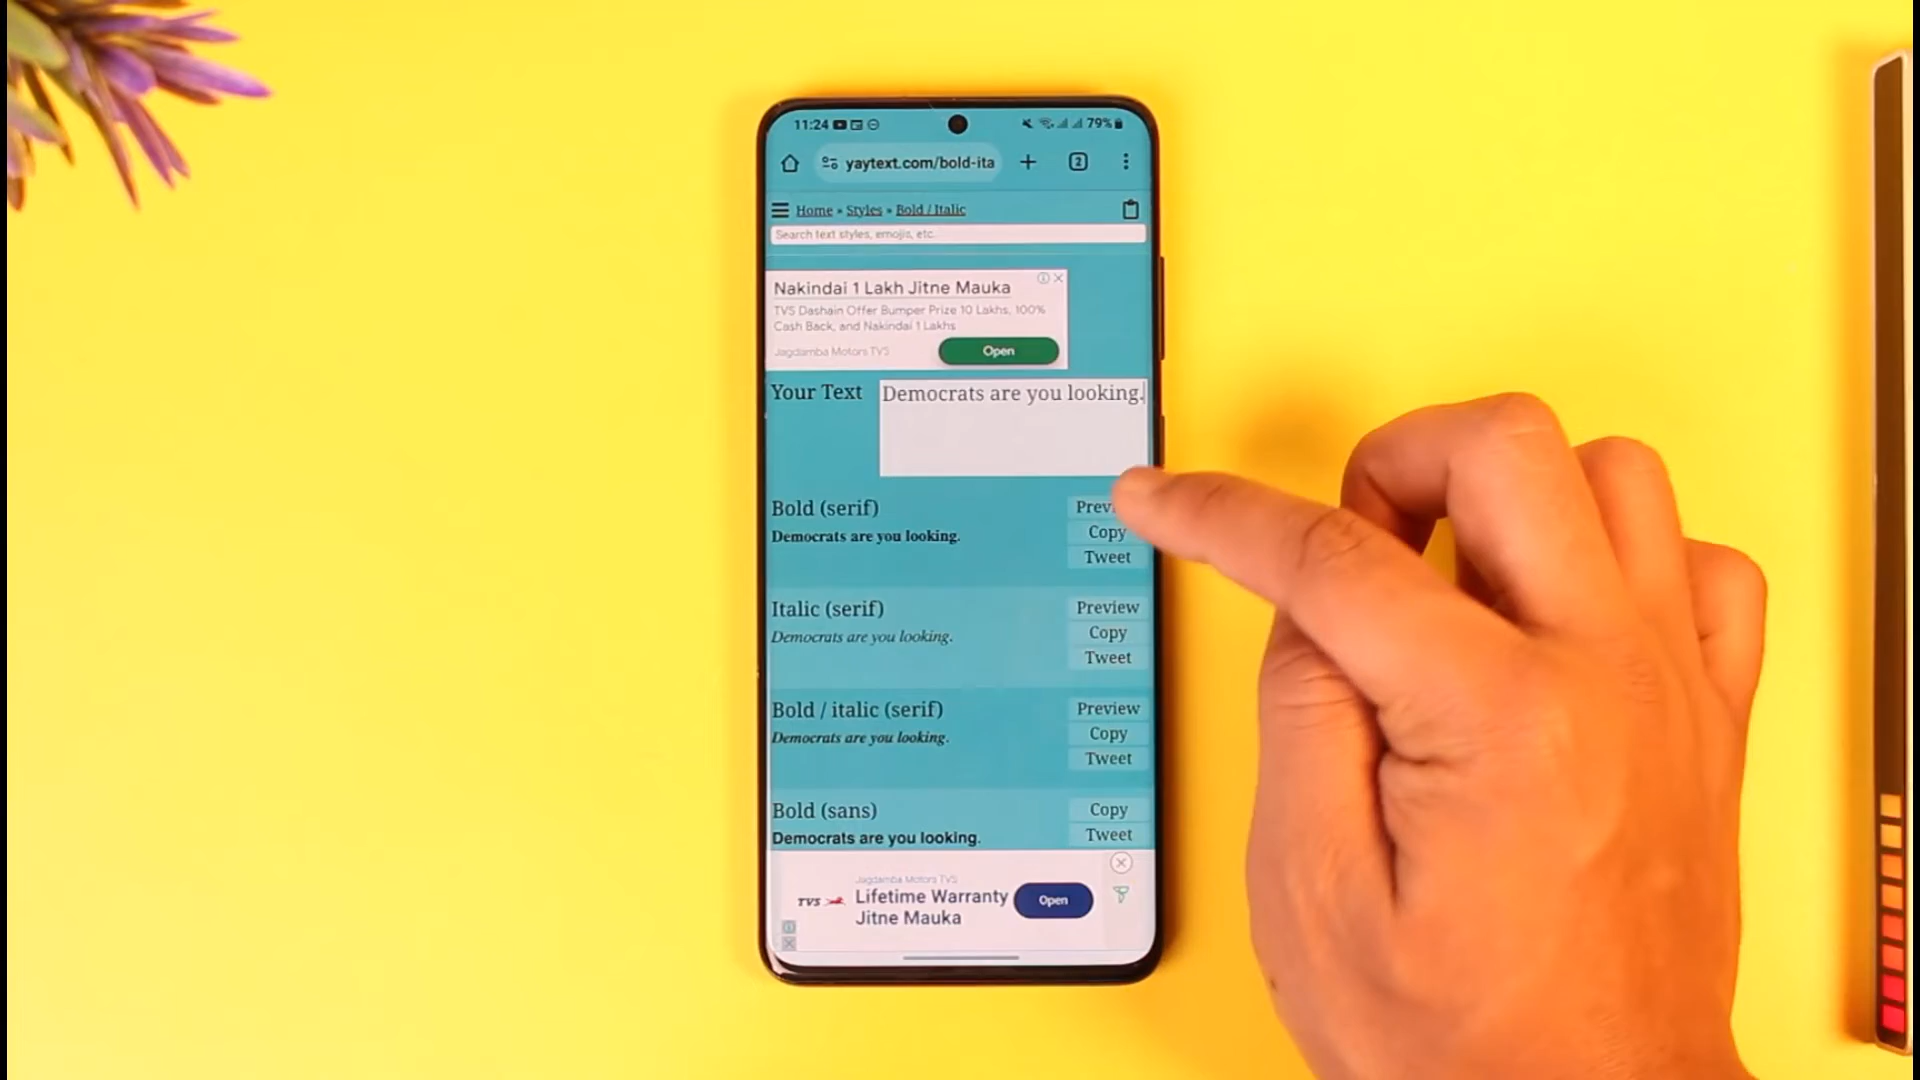 11:24
79%
yaytext.com/bold-ita
2
Home » Styles » Bold / Italic
Search text styles, emojis, etc.
Nakindai 1 Lakh Jitne Mauka
TVS Dashain Offer Bumper Prize 10 Lakhs, 100%
Cash Back, and Nakindai 1 Lakhs
Jagdamba Motors TVS
Open
Your Text
Democrats are you looking.
Bold (serif)
Democrats are you looking.
Previ
Copy
Tweet
Italic (serif)
Democrats are you looking.
Preview
Copy
Tweet
Bold / italic (serif)
Democrats are you looking.
Preview
Copy
Tweet
Bold (sans)
Democrats are you looking.
Copy
Tweet
Jagdamba Motors TVS
TVS
Lifetime Warranty
Jitne Mauka
Open